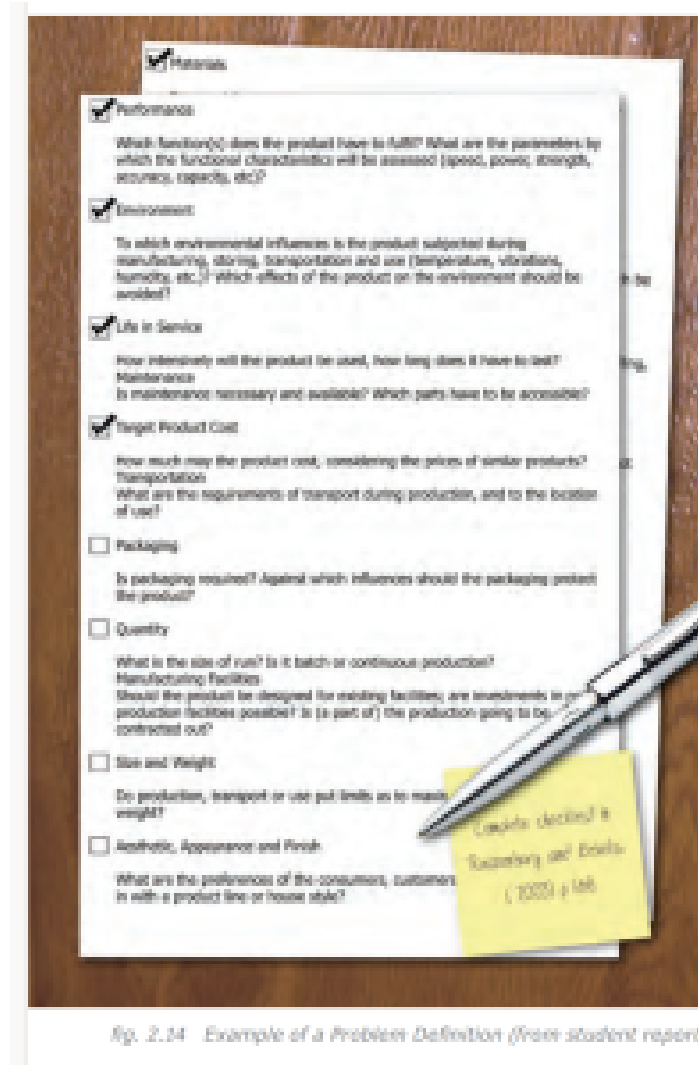 Materials
Performance
Which function(s) does the product have to fulfil? What are the parameters by
which the functional characteristics will be assessed (speed, power, strength,
accuracy, capacity, etc)?
Environment
To which environmental influences is the product subjected during
manufacturing, storing, transportation and use (temperature, vibrations,
humidity, etc.)? Which effects of the product on the environment should be
avoided?
Life in Service
How intensively will the product be used, how long does it have to last?
Maintenance
Is maintenance necessary and available? Which parts have to be accessible?
Target Product Cost
How much may the product cost, considering the prices of similar products?
Transportation
What are the requirements of transport during production, and to the location
of use?
Packaging
Is packaging required? Against which influences should the packaging protect
the product?
Quantity
What is the size of run? Is it batch or continuous production?
Manufacturing Facilities
Should the product be designed for existing facilities; are investments in
production facilities possible? Is (a part of) the production going to be
contracted out?
Size and Weight
Do production, transport or use put limits as to
weight?
Aesthetic, Appearance and Finish
What are the preferences of the consumers, customers
in with a product line or house style?
be
Complete checklist in
and
p
fig. 2.14 Example of a Problem Definition (from student report